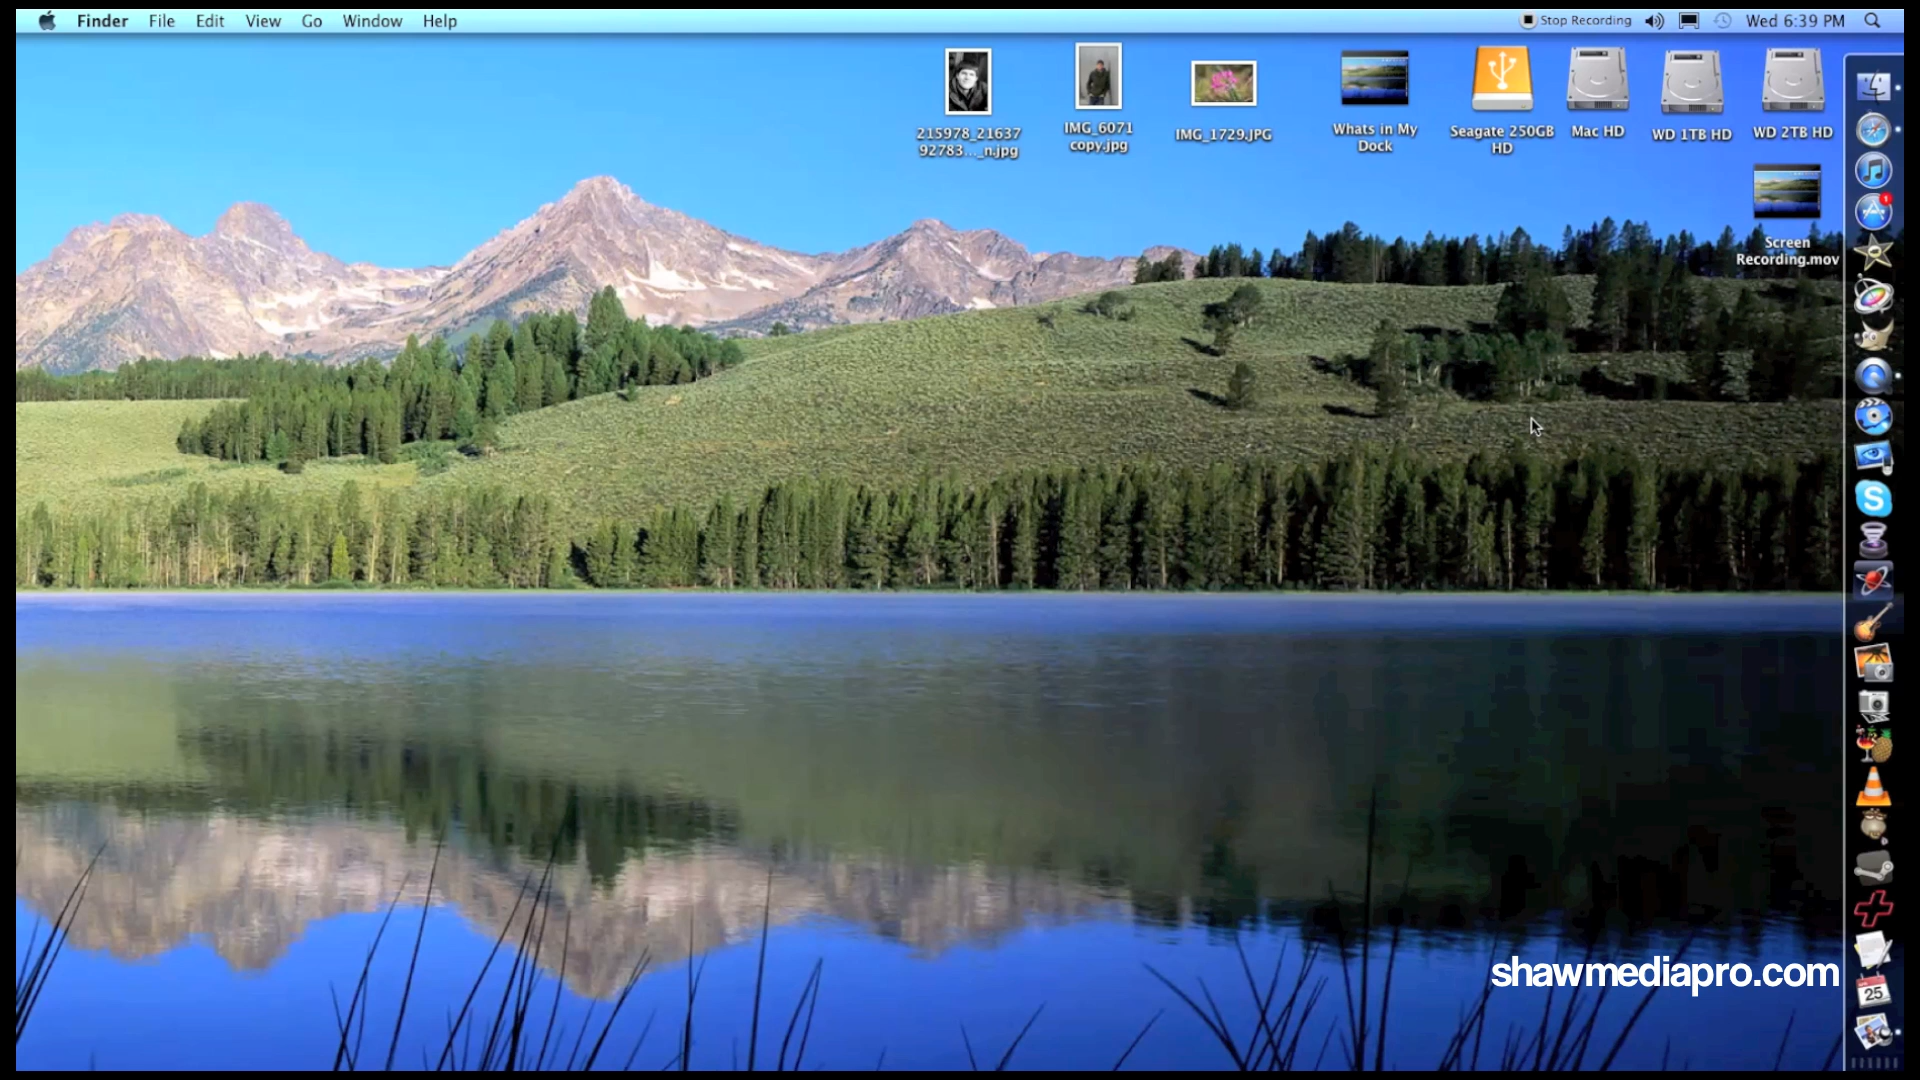 Finder File Edit View Go Window Help Stop Recording Wed 6:39 PM
215978_21637
92783..._n.jpg
IMG_6071
copy.jpg
IMG_1729.JPG
Whats in My
Dock
Seagate 250GB
HD
Mac HD
WD 1TB HD
WD 2TB HD
Screen
Recording.mov
1
S
shawmediapro.com
25